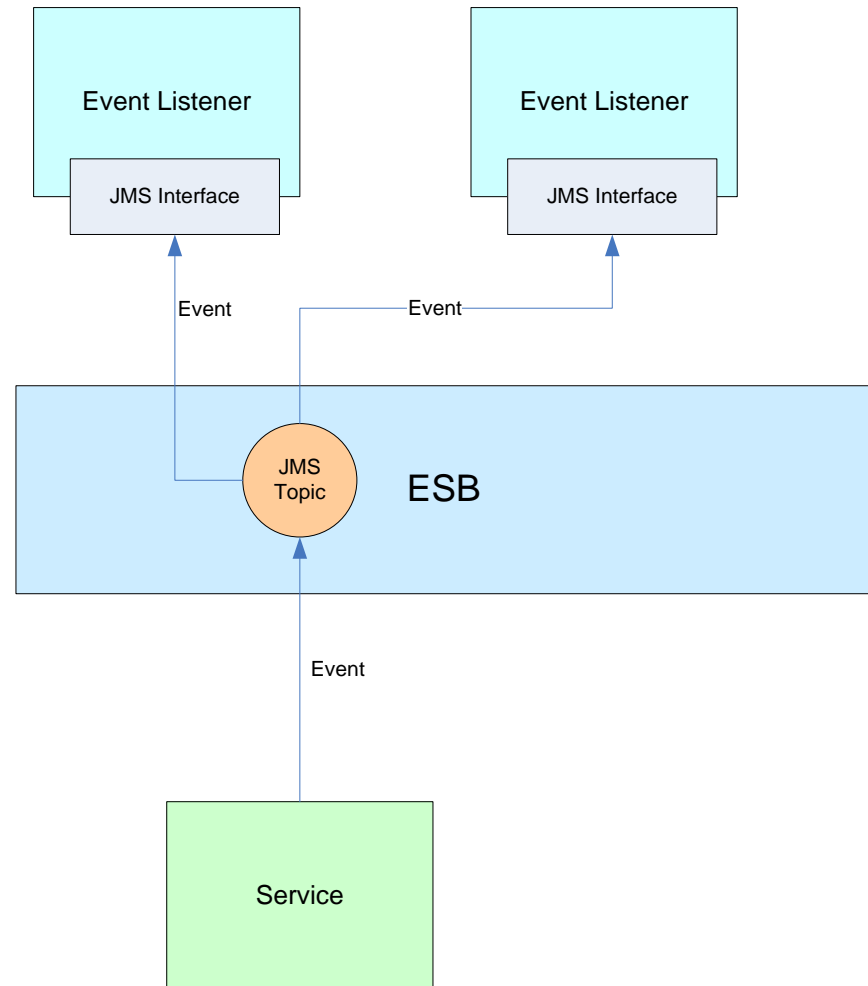 Event Listener
Event Listener
JMS Interface
JMS Interface
Event
Event
JMS
Topic
ESB
Event
Service